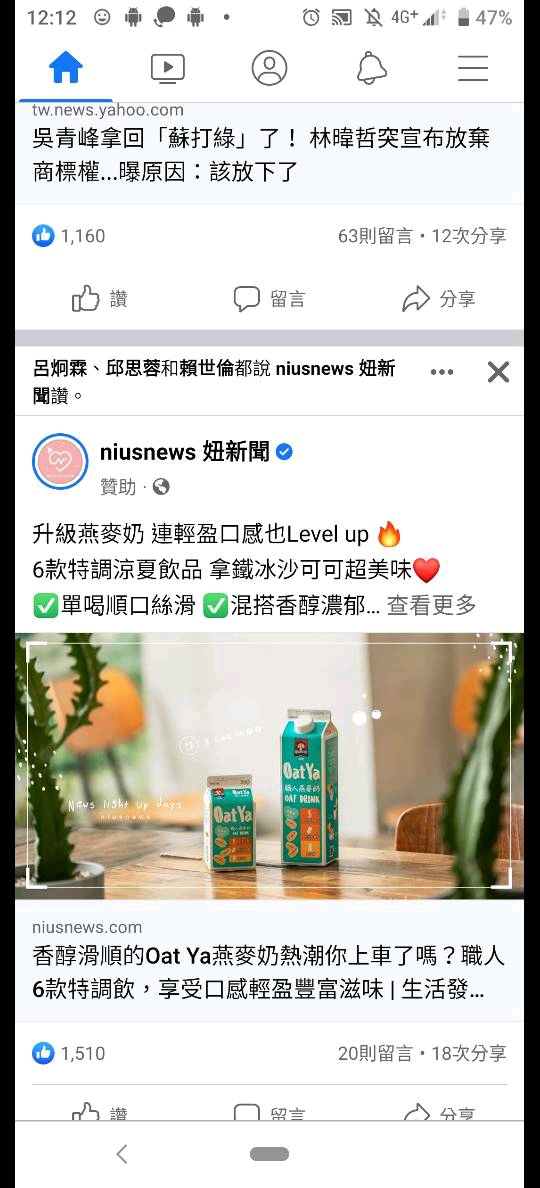 12:12
4G+
47%
tw.news.yahoo.com
吳青峰拿回「蘇打綠」了！ 林暐哲突宣布放棄
商標權...曝原因：該放下了
1,160
63則留言・12次分享
讚
留言
分享
呂炯霖、邱思蓉和賴世倫都說 niusnews 妞新
聞讚。
niusnews 妞新聞
贊助
升級燕麥奶 連輕盈口感也Level up 🔥
6款特調涼夏飲品 拿鐵冰沙可可超美味❤️
✅單喝順口絲滑 ✅混搭香醇濃郁... 查看更多
Oat Ya
職人燕麥奶
OAT DRINK
Oat Ya
News light up days
niusnews
niusnews.com
香醇滑順的Oat Ya燕麥奶熱潮你上車了嗎？職人
6款特調飲，享受口感輕盈豐富滋味 | 生活發...
1,510
20則留言・18次分享
讚
留言
分享